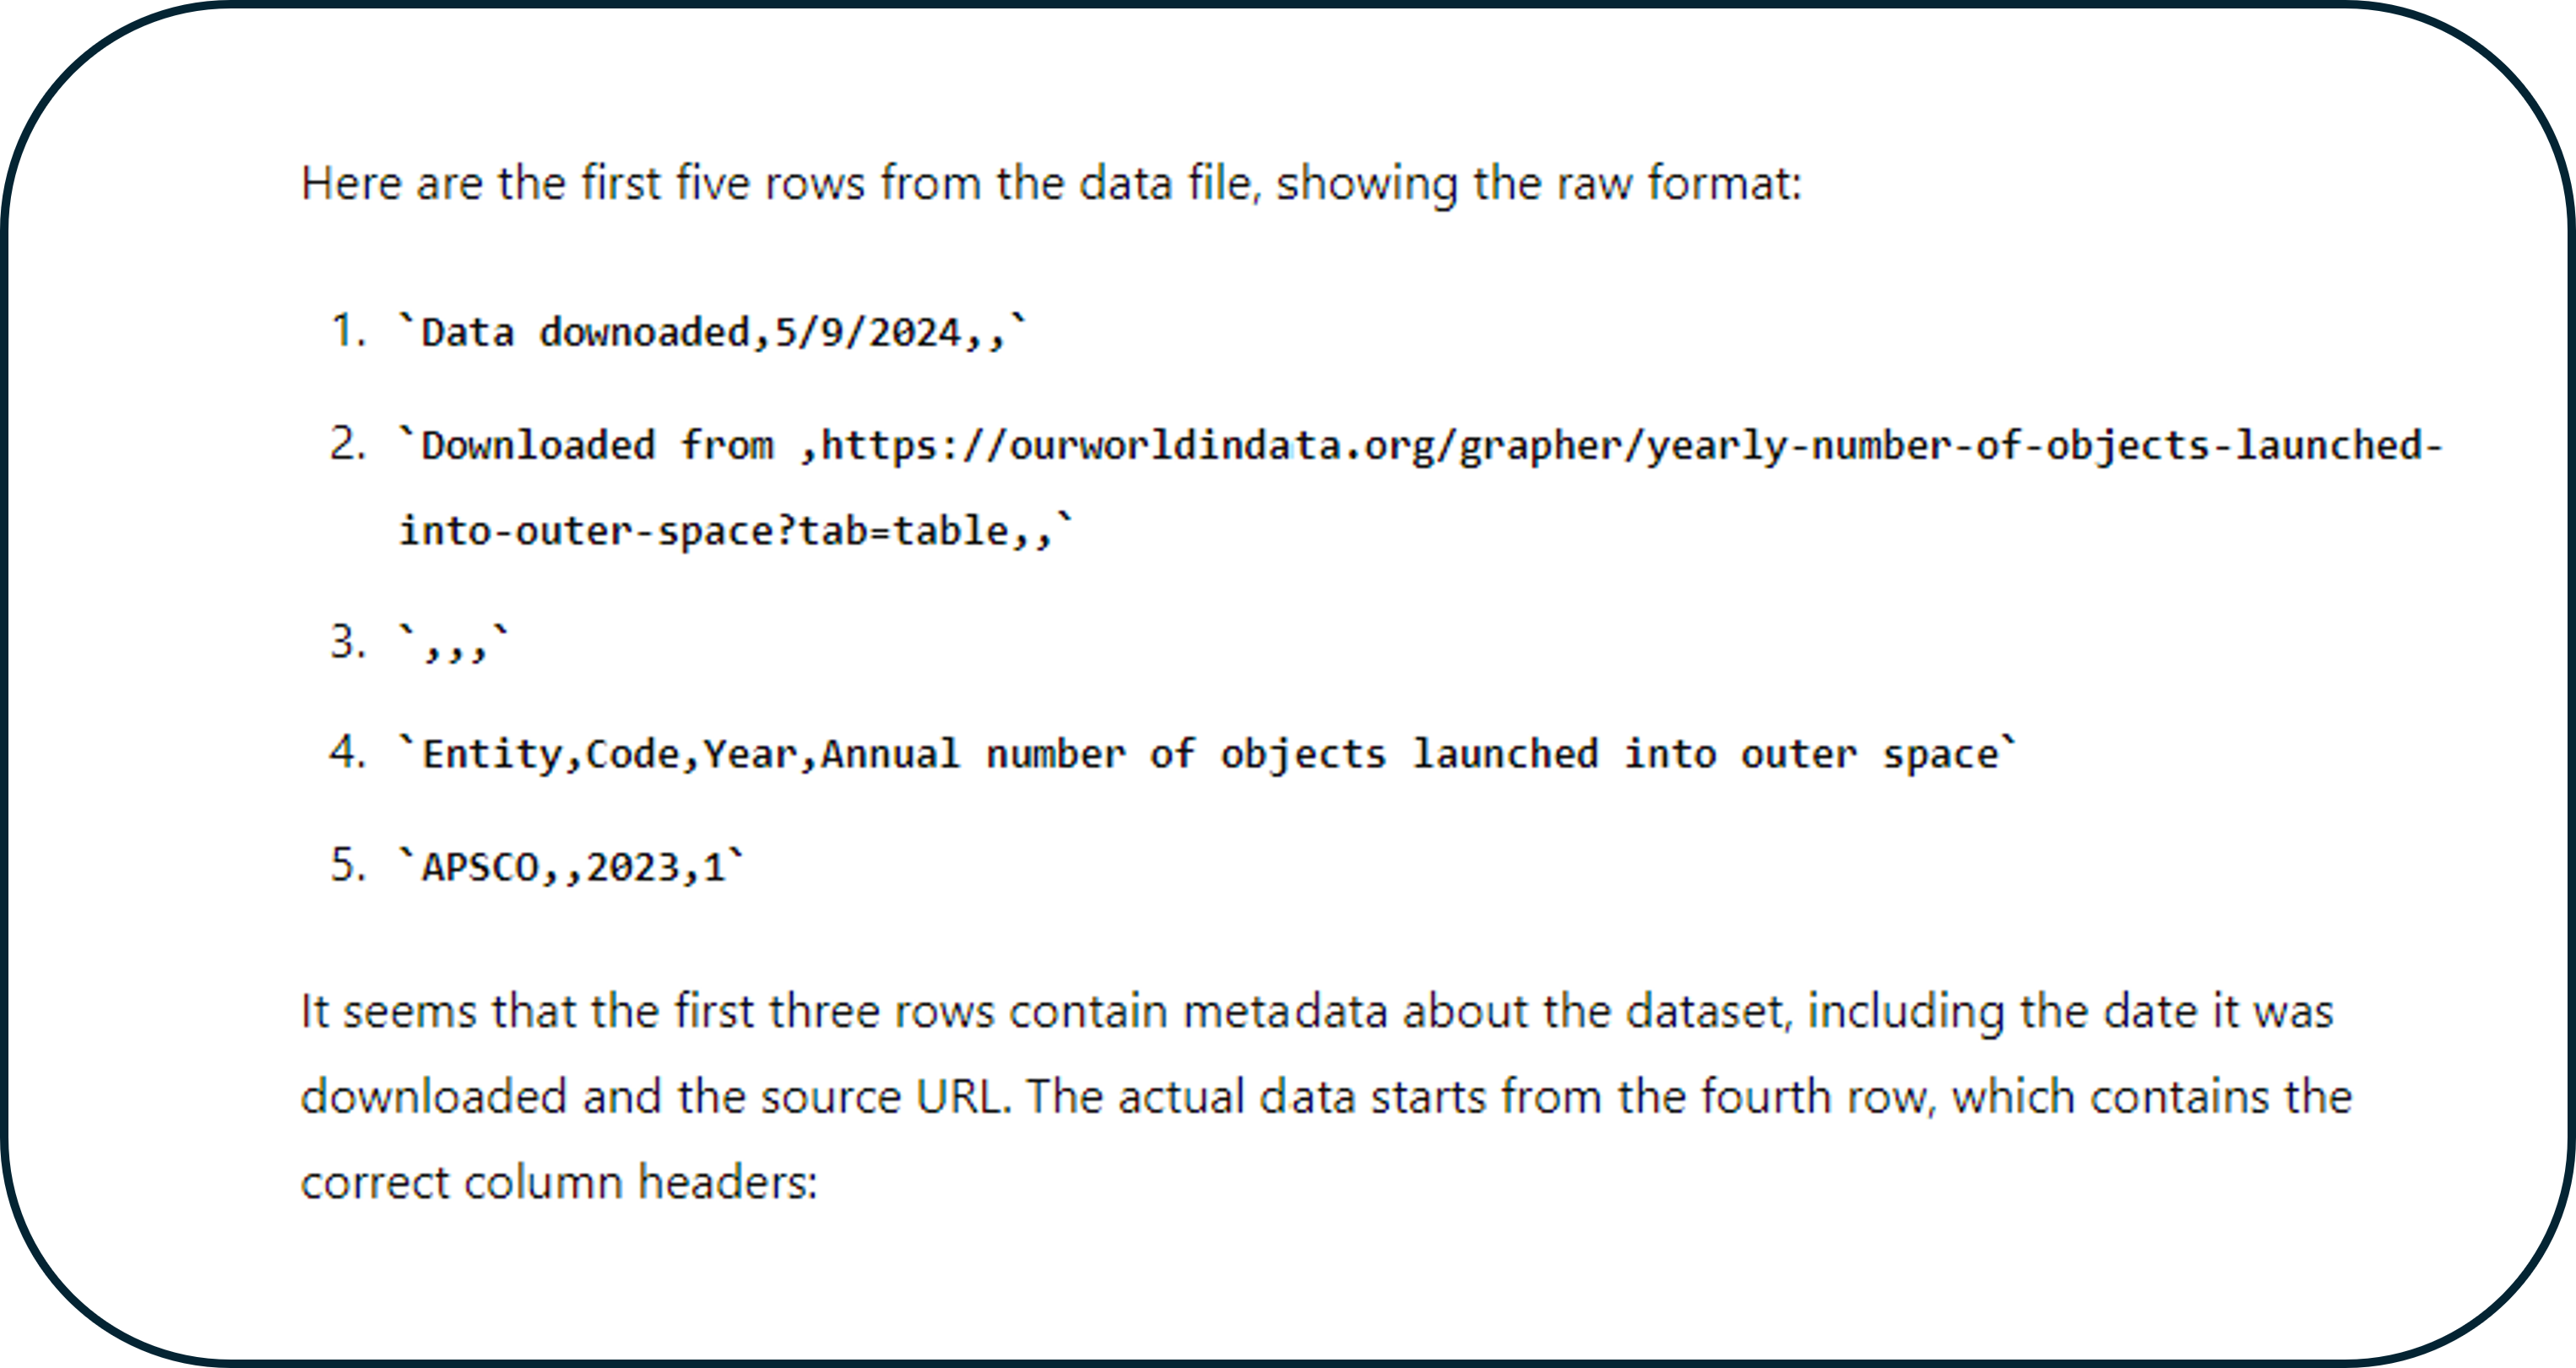 Here are the first five rows from the data file, showing the raw format:
1. `Data downoaded,5/9/2024,,`
2. `Downloaded from ,https://ourworldindata.org/grapher/yearly-number-of-objects-launched-
into-outer-space?tab=table,,`
3. `,,,`
4. `Entity,Code,Year,Annual number of objects launched into outer space`
5. `APSCO,,2023,1`
It seems that the first three rows contain metadata about the dataset, including the date it was
downloaded and the source URL. The actual data starts from the fourth row, which contains the
correct column headers: